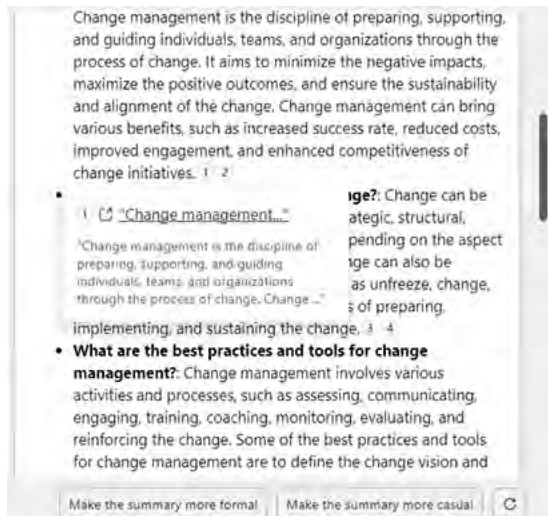 Change management is the discipline of preparing, supporting,
and guiding individuals, teams, and organizations through the
process of change. It aims to minimize the negative impacts,
maximize the positive outcomes, and ensure the sustainability
and alignment of the change. Change management can bring
various benefits, such as increased success rate, reduced costs,
improved engagement, and enhanced competitiveness of
change initiatives. 1 2
• ge?: Change can be
1 "Change management..."
ategic, structural,
"Change management is the discipline of
pending on the aspect
preparing, supporting, and guiding
ge can also be
individuals, teams, and organizations
as unfreeze, change,
through the process of change. Change ..."
s of preparing,
implementing, and sustaining the change. 3 4
• What are the best practices and tools for change
management?: Change management involves various
activities and processes, such as assessing, communicating,
engaging, training, coaching, monitoring, evaluating, and
reinforcing the change. Some of the best practices and tools
for change management are to define the change vision and
Make the summary more formal Make the summary more casual